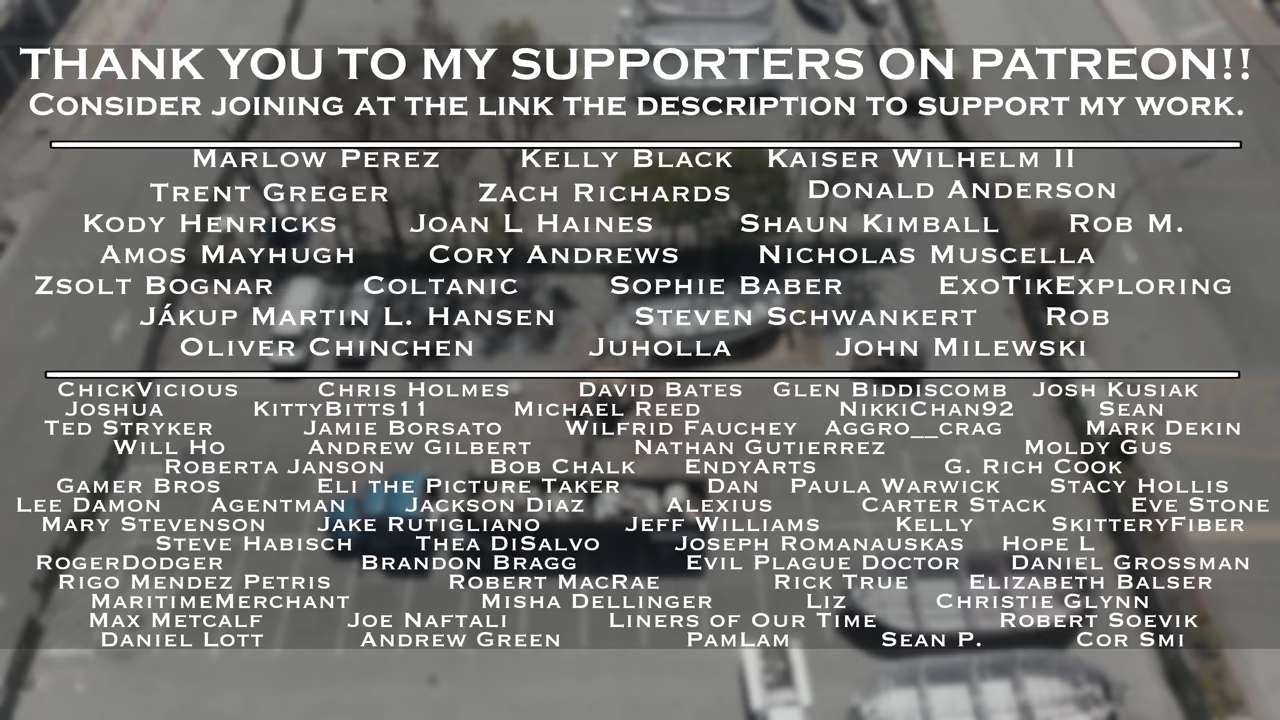 THANK YOU TO MY SUPPORTERS ON PATREON!!
CONSIDER JOINING AT THE LINK THE DESCRIPTION TO SUPPORT MY WORK.
MARLOW PEREZ KELLY BLACK KAISER WILHELM II
TRENT GREGER ZACH RICHARDS DONALD ANDERSON
KODY HENRICKS JOAN L HAINES SHAUN KIMBALL ROB M.
AMOS MAYHUGH CORY ANDREWS NICHOLAS MUSCELLA
ZSOLT BOGNAR COLTANIC SOPHIE BABER EXOTIKEXPLORING
JÁKUP MARTIN L. HANSEN STEVEN SCHWANKERT ROB
OLIVER CHINCHEN JUHOLLA JOHN MILEWSKI
CHICKVICIOUS CHRIS HOLMES DAVID BATES GLEN BIDDISCOMB JOSH KUSIAK
JOSHUA KITTYBITTS11 MICHAEL REED NIKKICHAN92 SEAN
TED STRYKER JAMIE BORSATO WILFRID FAUCHEY AGGRO__CRAG MARK DEKIN
WILL HO ANDREW GILBERT NATHAN GUTIERREZ MOLDY GUS
ROBERTA JANSON BOB CHALK ENDYARTS G. RICH COOK
GAMER BROS ELI THE PICTURE TAKER DAN PAULA WARWICK STACY HOLLIS
LEE DAMON AGENTMAN JACKSON DIAZ ALEXIUS CARTER STACK EVE STONE
MARY STEVENSON JAKE RUTIGLIANO JEFF WILLIAMS KELLY SKITTERYFIBER
STEVE HABISCH THEA DISALVO JOSEPH ROMANAUSKAS HOPE L
ROGERDODGER BRANDON BRAGG EVIL PLAGUE DOCTOR DANIEL GROSSMAN
RIGO MENDEZ PETRIS ROBERT MACRAE RICK TRUE ELIZABETH BALSER
MARITIMEMERCHANT MISHA DELLINGER LIZ CHRISTIE GLYNN
MAX METCALF JOE NAFTALI LINERS OF OUR TIME ROBERT SOEVIK
DANIEL LOTT ANDREW GREEN PAMLAM SEAN P. COR SMI